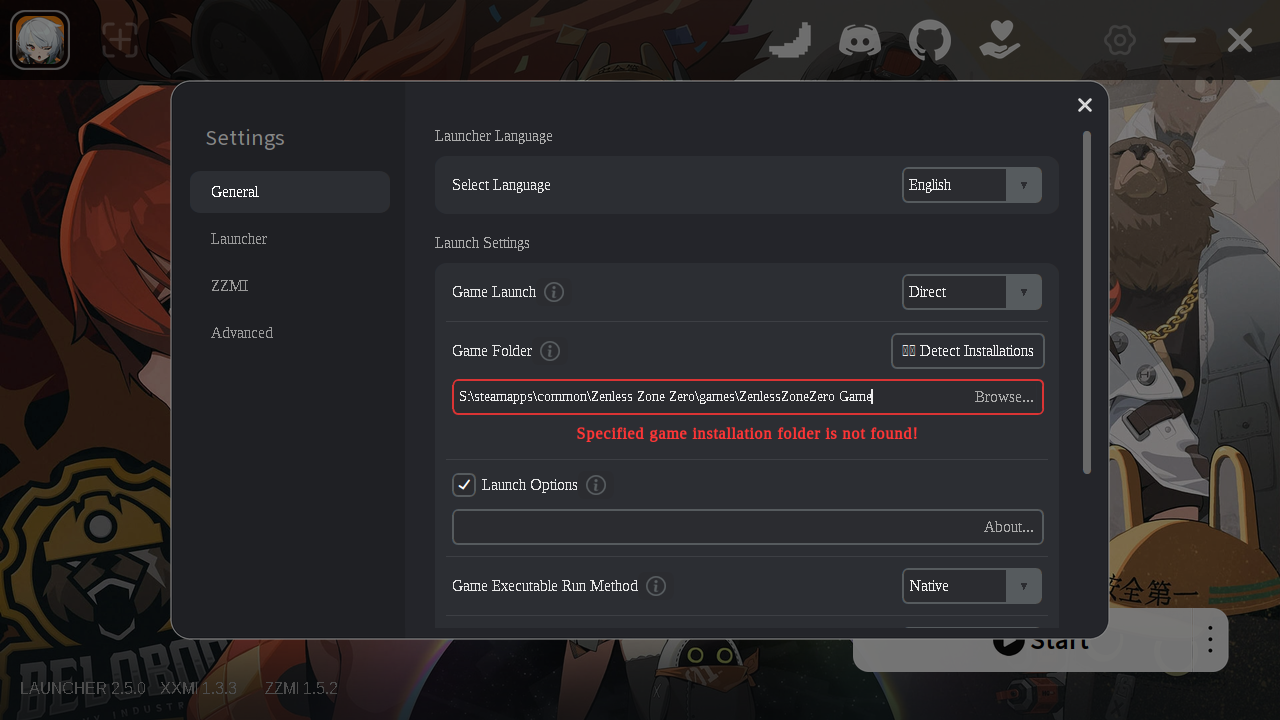 Settings
General
Launcher
ZZMI
Advanced
Launcher Language
Select Language
English
Launch Settings
Game Launch
Direct
Game Folder
Detect Installations
S:\steamapps\common\Zenless Zone Zero\games\ZenlessZoneZero Game
Browse...
Specified game installation folder is not found!
Launch Options
About...
Game Executable Run Method
Native
安全第一
Start
BELOBOG
LAUNCHER 2.5.0 XXMI 1.3.3 ZZMI 1.5.2